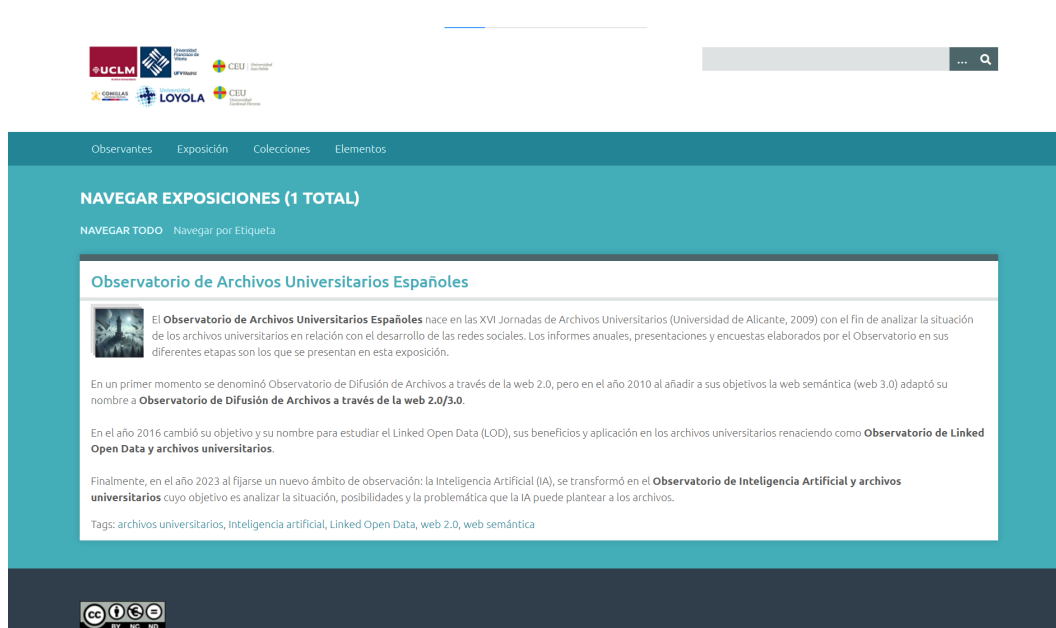 UCLM
Universidad
Francisco de
Vitoria
UFV Madrid
CEU
COMILLAS
Universidad
LOYOLA
CEU
Universidad
Cardenal Herrera
...
Observantes Exposición Colecciones Elementos
NAVEGAR EXPOSICIONES (1 TOTAL)
NAVEGAR TODO Navegar por Etiqueta
Observatorio de Archivos Universitarios Españoles
El Observatorio de Archivos Universitarios Españoles nace en las XVI Jornadas de Archivos Universitarios (Universidad de Alicante, 2009) con el fin de analizar la situación
de los archivos universitarios en relación con el desarrollo de las redes sociales. Los informes anuales, presentaciones y encuestas elaborados por el Observatorio en sus
diferentes etapas son los que se presentan en esta exposición.
En un primer momento se denominó Observatorio de Difusión de Archivos a través de la web 2.0, pero en el año 2010 al añadir a sus objetivos la web semántica (web 3.0) adaptó su
nombre a Observatorio de Difusión de Archivos a través de la web 2.0/3.0.
En el año 2016 cambió su objetivo y su nombre para estudiar el Linked Open Data (LOD), sus beneficios y aplicación en los archivos universitarios renaciendo como Observatorio de Linked
Open Data y archivos universitarios.
Finalmente, en el año 2023 al fijarse un nuevo ámbito de observación: la Inteligencia Artificial (IA), se transformó en el Observatorio de Inteligencia Artificial y archivos
universitarios cuyo objetivo es analizar la situación, posibilidades y la problemática que la IA puede plantear a los archivos.
Tags: archivos universitarios, Inteligencia artificial, Linked Open Data, web 2.0, web semántica
cc
BY NC ND